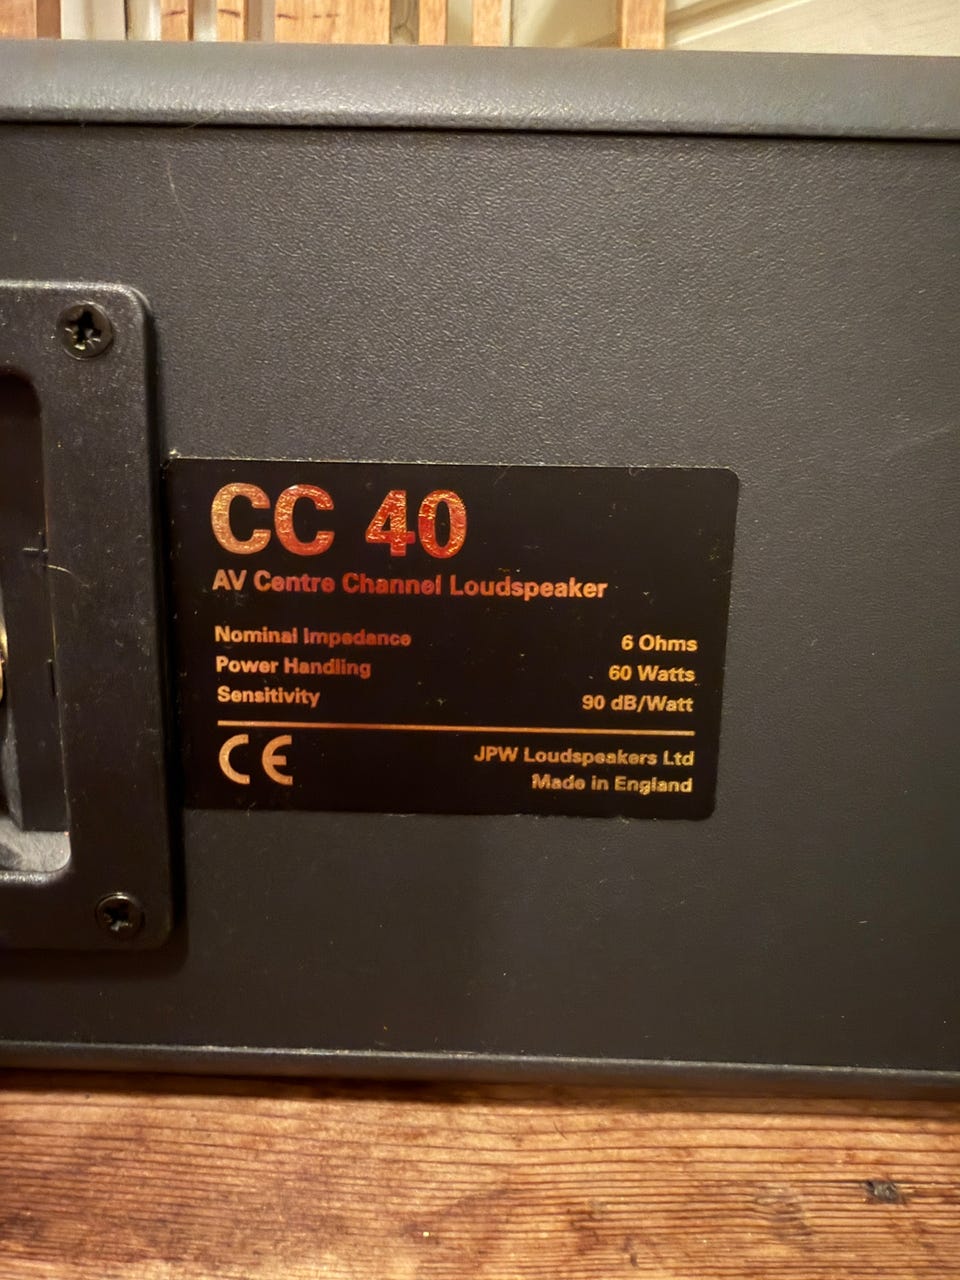 CC 40
AV Centre Channel Loudspeaker
Nominal Impedance 6 Ohms
Power Handling 60 Watts
Sensitivity 90 dB/Watt
CE JPW Loudspeakers Ltd
Made in England